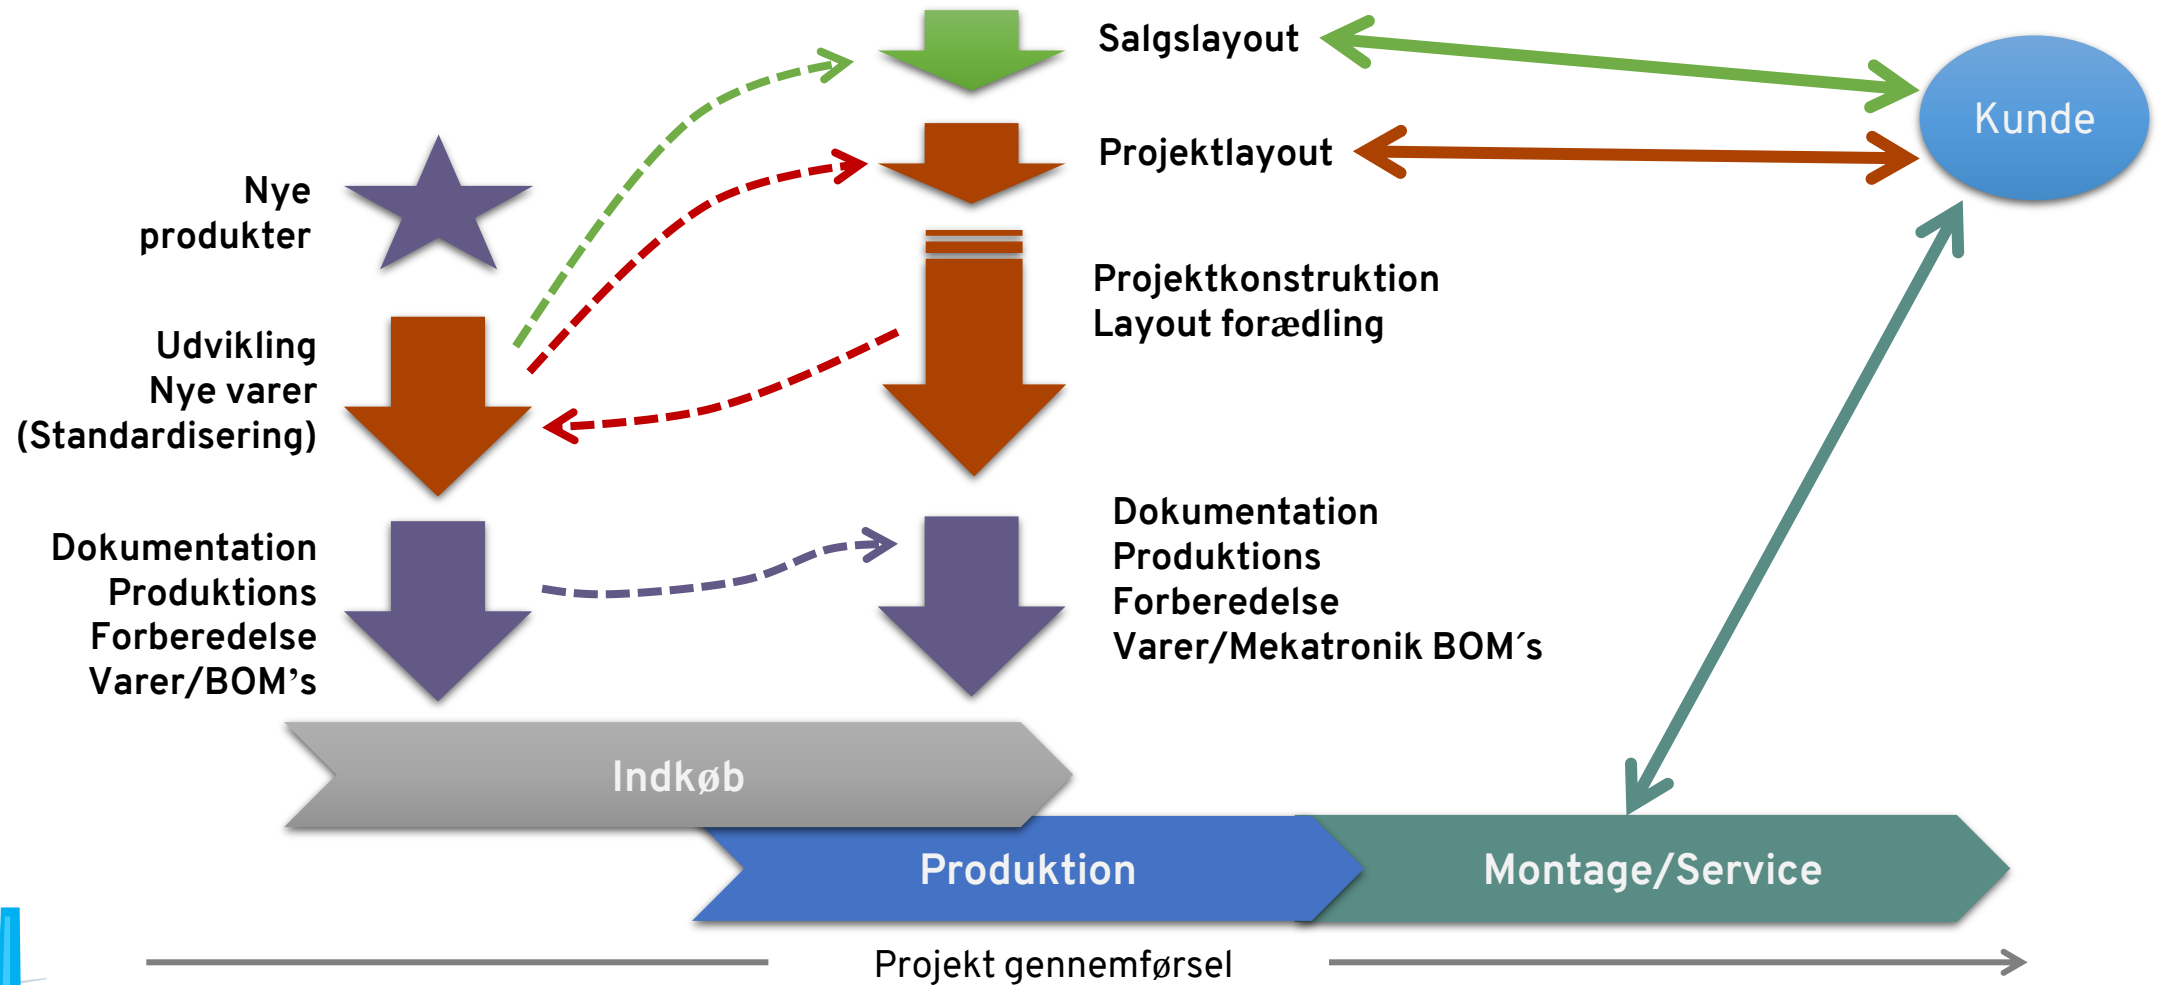 Salgslayout
Kunde
Projektlayout
Nye
produkter
Projektkonstruktion
Layout forædling
Udvikling
Nye varer
(Standardisering)
Dokumentation
Produktions
Forberedelse
Varer/BOM’s
Dokumentation
Produktions
Forberedelse
Varer/Mekatronik BOM´s
Indkøb
Produktion
Montage/Service
Projekt gennemførsel